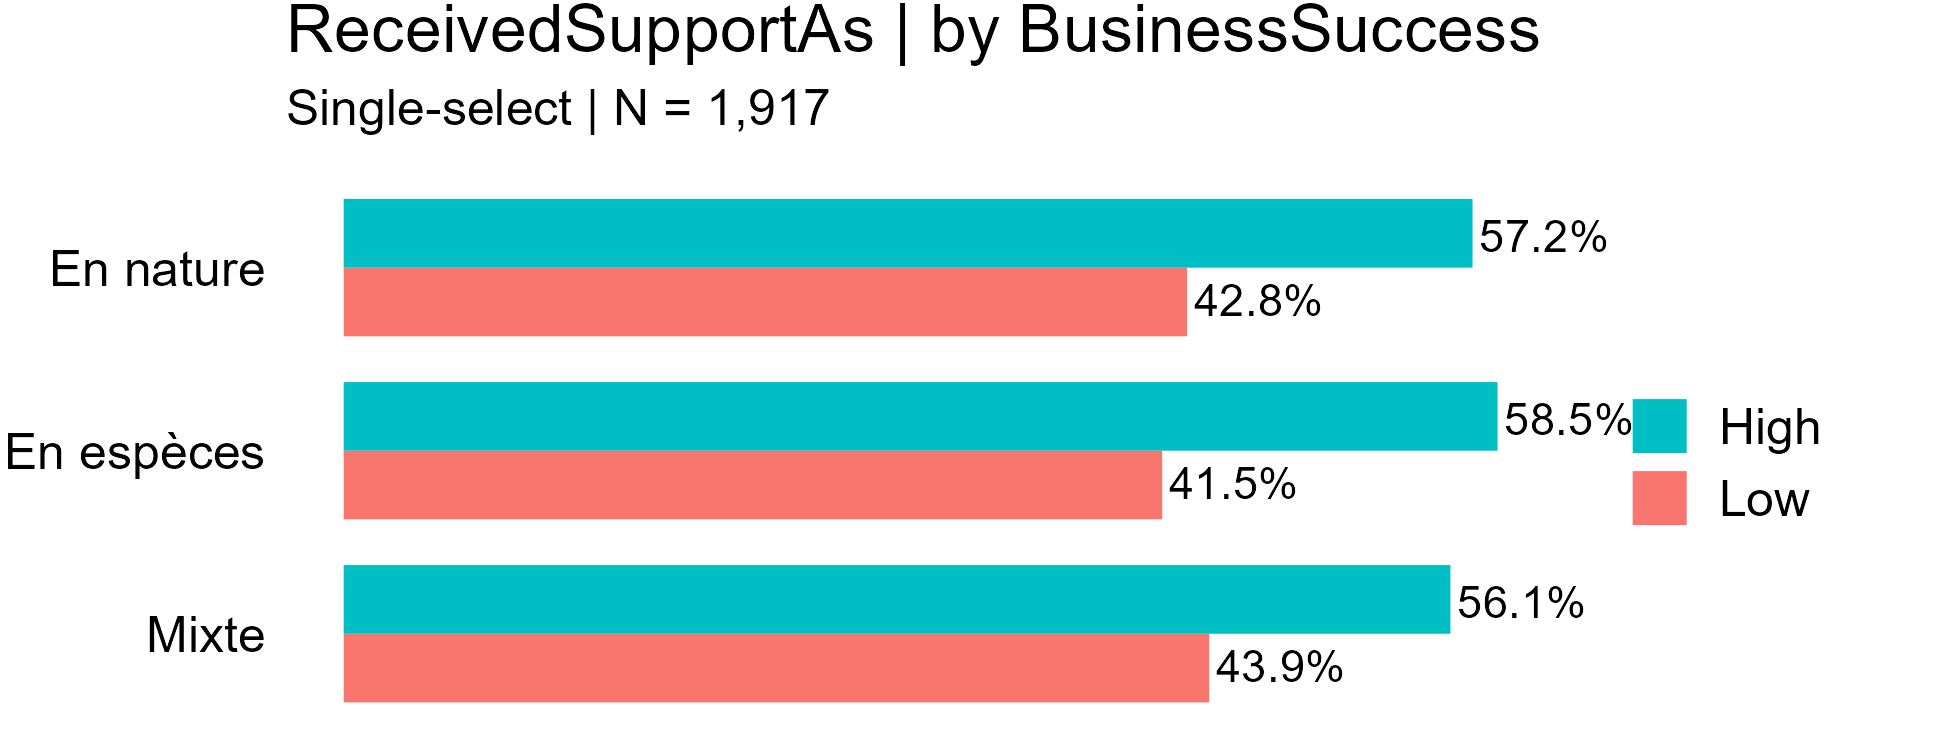 ReceivedSupportAs | by BusinessSuccess
Single-select | N = 1,917
En nature
57.2%
42.8%
En espèces
58.5%
41.5%
Mixte
56.1%
43.9%
High
Low